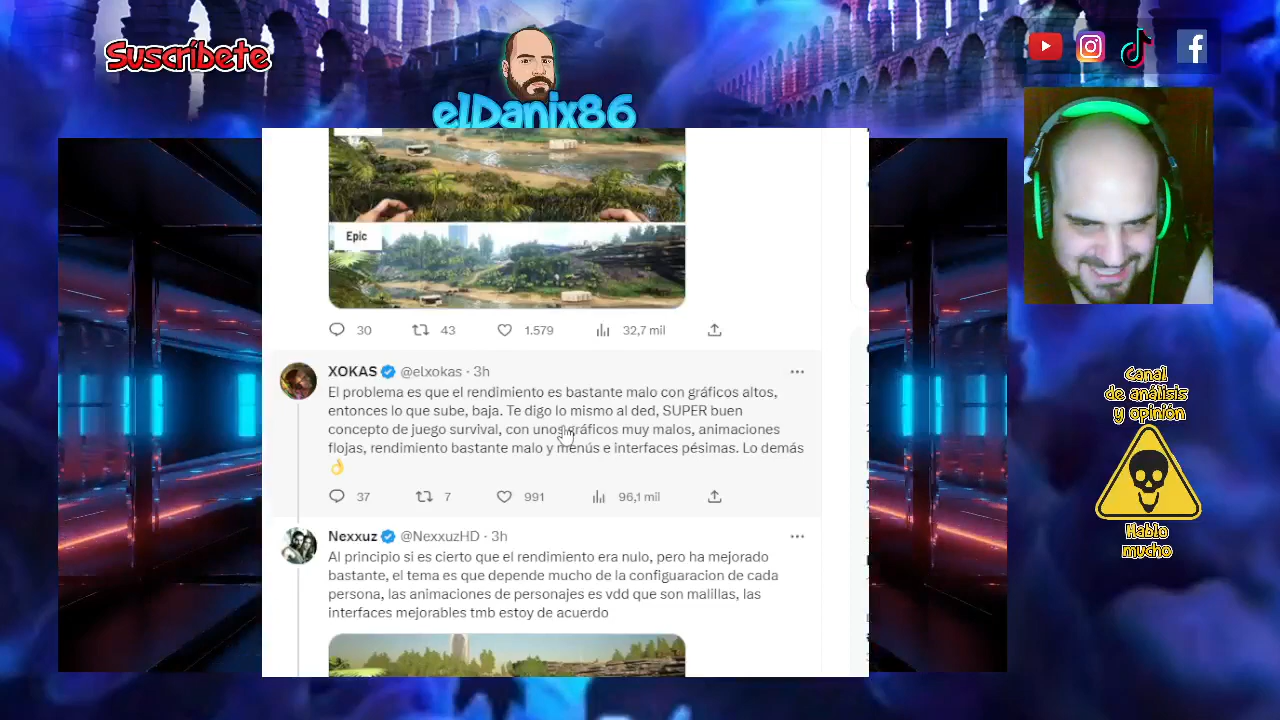 Suscríbete
elDanix86
Epic
30 43 1.579 32,7 mil
XOKAS @elxokas · 3h
El problema es que el rendimiento es bastante malo con gráficos altos,
entonces lo que sube, baja. Te digo lo mismo al ded, SUPER buen
concepto de juego survival, con unos gráficos muy malos, animaciones
flojas, rendimiento bastante malo y menús e interfaces pésimas. Lo demás
👌
37 7 991 96,1 mil
Nexxuz @NexxuzHD · 3h
Al principio si es cierto que el rendimiento era nulo, pero ha mejorado
bastante, el tema es que depende mucho de la configuaracion de cada
persona, las animaciones de personajes es vdd que son malillas, las
interfaces mejorables tmb estoy de acuerdo
Canal
de análisis
y opinión
Hablo
mucho